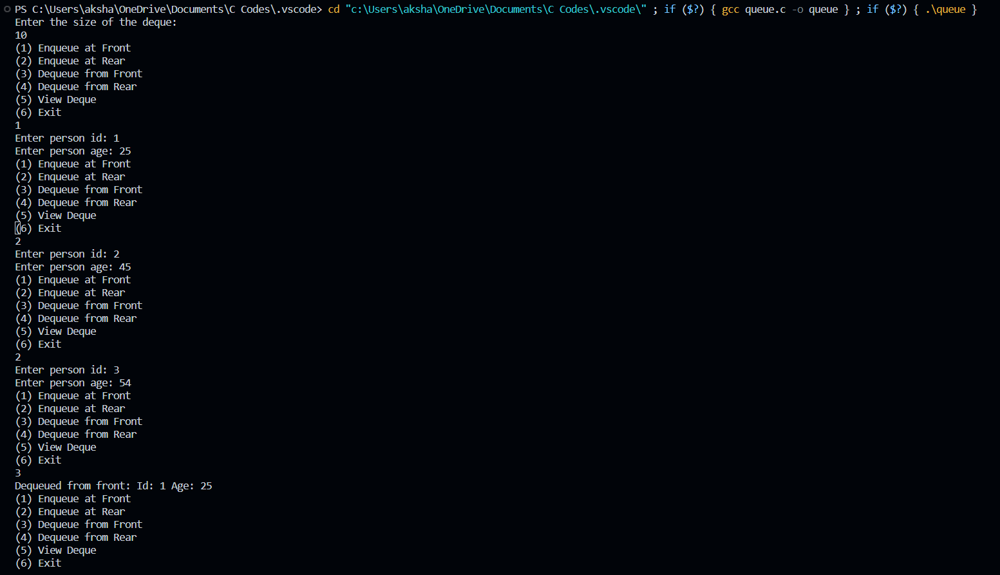 PS C:\Users\aksha\OneDrive\Documents\C Codes\.vscode> cd "c:\Users\aksha\OneDrive\Documents\C Codes\.vscode\" ; if ($?) { gcc queue.c -o queue } ; if ($?) { .\queue }
Enter the size of the deque:
10
(1) Enqueue at Front
(2) Enqueue at Rear
(3) Dequeue from Front
(4) Dequeue from Rear
(5) View Deque
(6) Exit
1
Enter person id: 1
Enter person age: 25
(1) Enqueue at Front
(2) Enqueue at Rear
(3) Dequeue from Front
(4) Dequeue from Rear
(5) View Deque
(6) Exit
2
Enter person id: 2
Enter person age: 45
(1) Enqueue at Front
(2) Enqueue at Rear
(3) Dequeue from Front
(4) Dequeue from Rear
(5) View Deque
(6) Exit
2
Enter person id: 3
Enter person age: 54
(1) Enqueue at Front
(2) Enqueue at Rear
(3) Dequeue from Front
(4) Dequeue from Rear
(5) View Deque
(6) Exit
3
Dequeued from front: Id: 1 Age: 25
(1) Enqueue at Front
(2) Enqueue at Rear
(3) Dequeue from Front
(4) Dequeue from Rear
(5) View Deque
(6) Exit